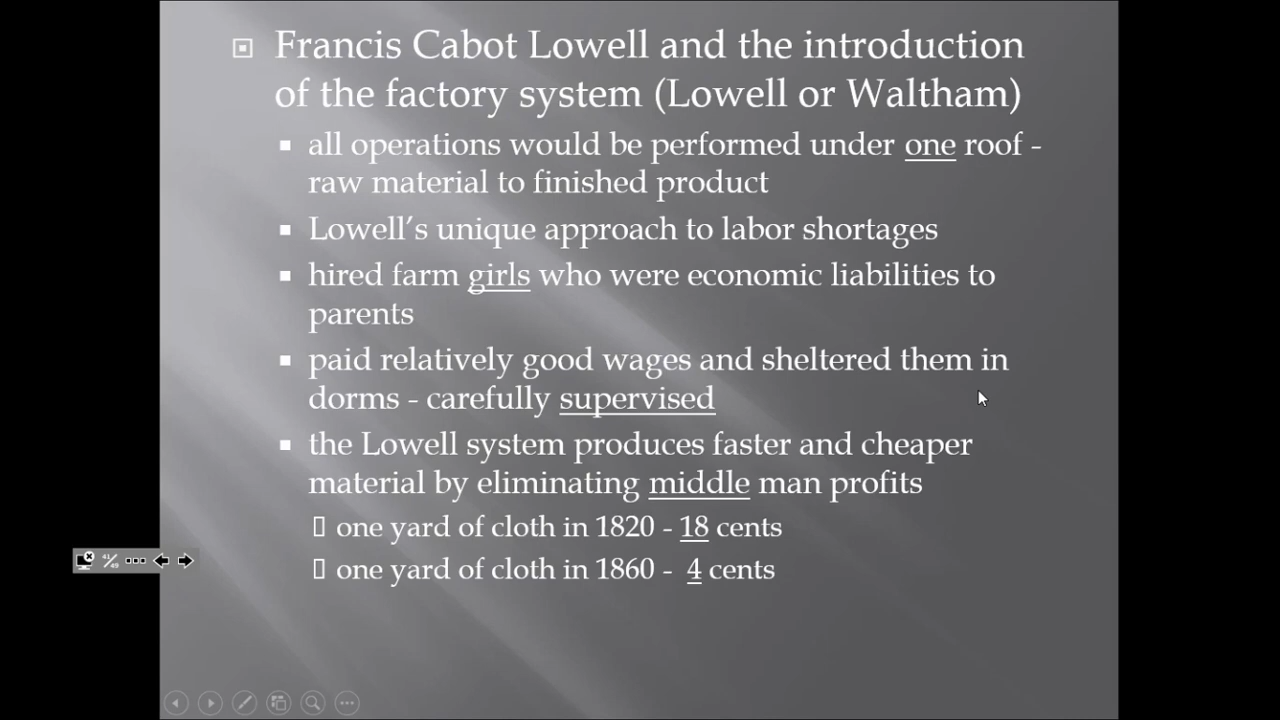 Francis Cabot Lowell and the introduction
of the factory system (Lowell or Waltham)
all operations would be performed under one roof -
raw material to finished product
Lowell’s unique approach to labor shortages
hired farm girls who were economic liabilities to
parents
paid relatively good wages and sheltered them in
dorms - carefully supervised
the Lowell system produces faster and cheaper
material by eliminating middle man profits
one yard of cloth in 1820 - 18 cents
one yard of cloth in 1860 - 4 cents
41/49